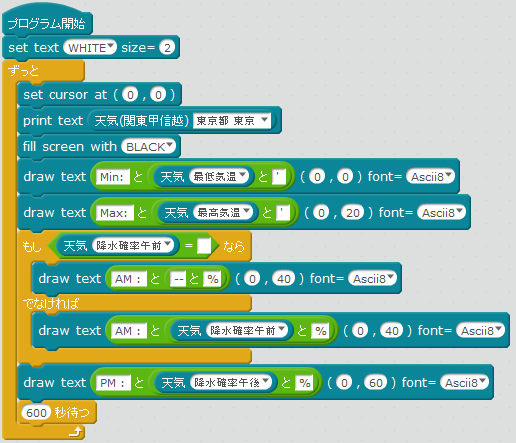 プログラム開始
set text WHITE size= 2
ずっと
set cursor at ( 0 , 0 )
print text 天気(関東甲信越) 東京都 東京
fill screen with BLACK
draw text Min: と 天気 最低気温 と ' ( 0 , 0 ) font= Ascii8
draw text Max: と 天気 最高気温 と ' ( 0 , 20 ) font= Ascii8
もし 天気 降水確率午前 = なら
draw text AM : と -- と % ( 0 , 40 ) font= Ascii8
でなければ
draw text AM : と 天気 降水確率午前 と % ( 0 , 40 ) font= Ascii8
draw text PM : と 天気 降水確率午後 と % ( 0 , 60 ) font= Ascii8
600 秒待つ